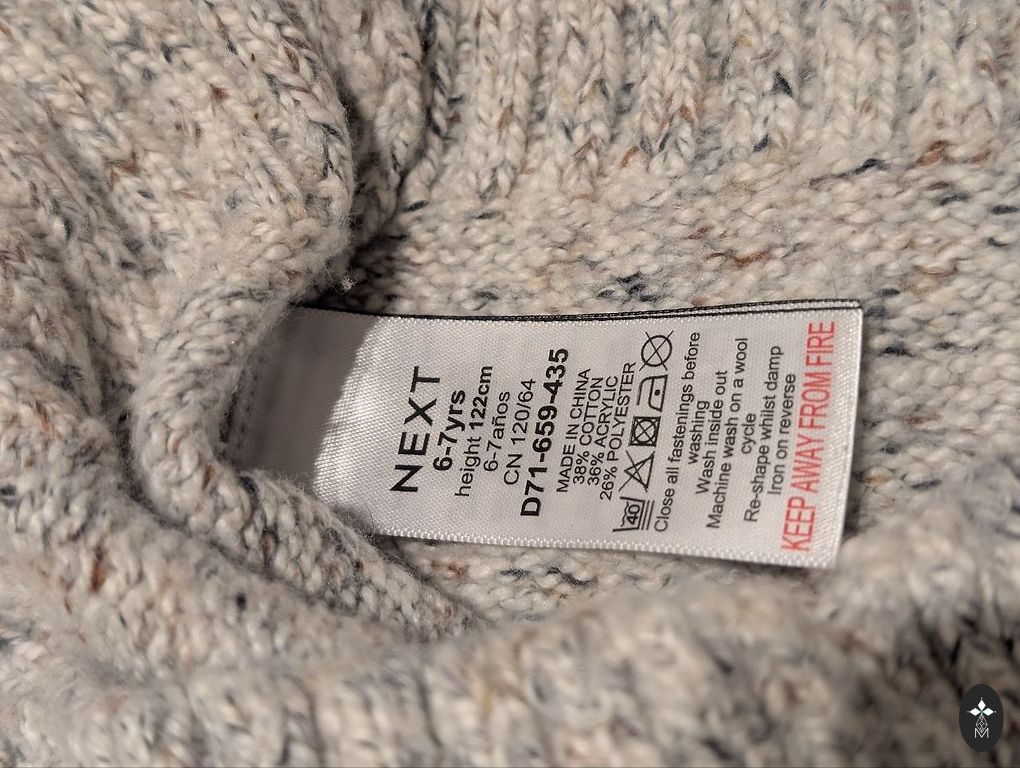 NEXT
6-7yrs
height 122cm
6-7años
CN 120/64
D71-659-435
MADE IN CHINA
38% COTTON
36% ACRYLIC
26% POLYESTER
40
Close all fastenings before
washing
Wash inside out
Machine wash on a wool
cycle
Re-shape whilst damp
Iron on reverse
KEEP AWAY FROM FIRE
M